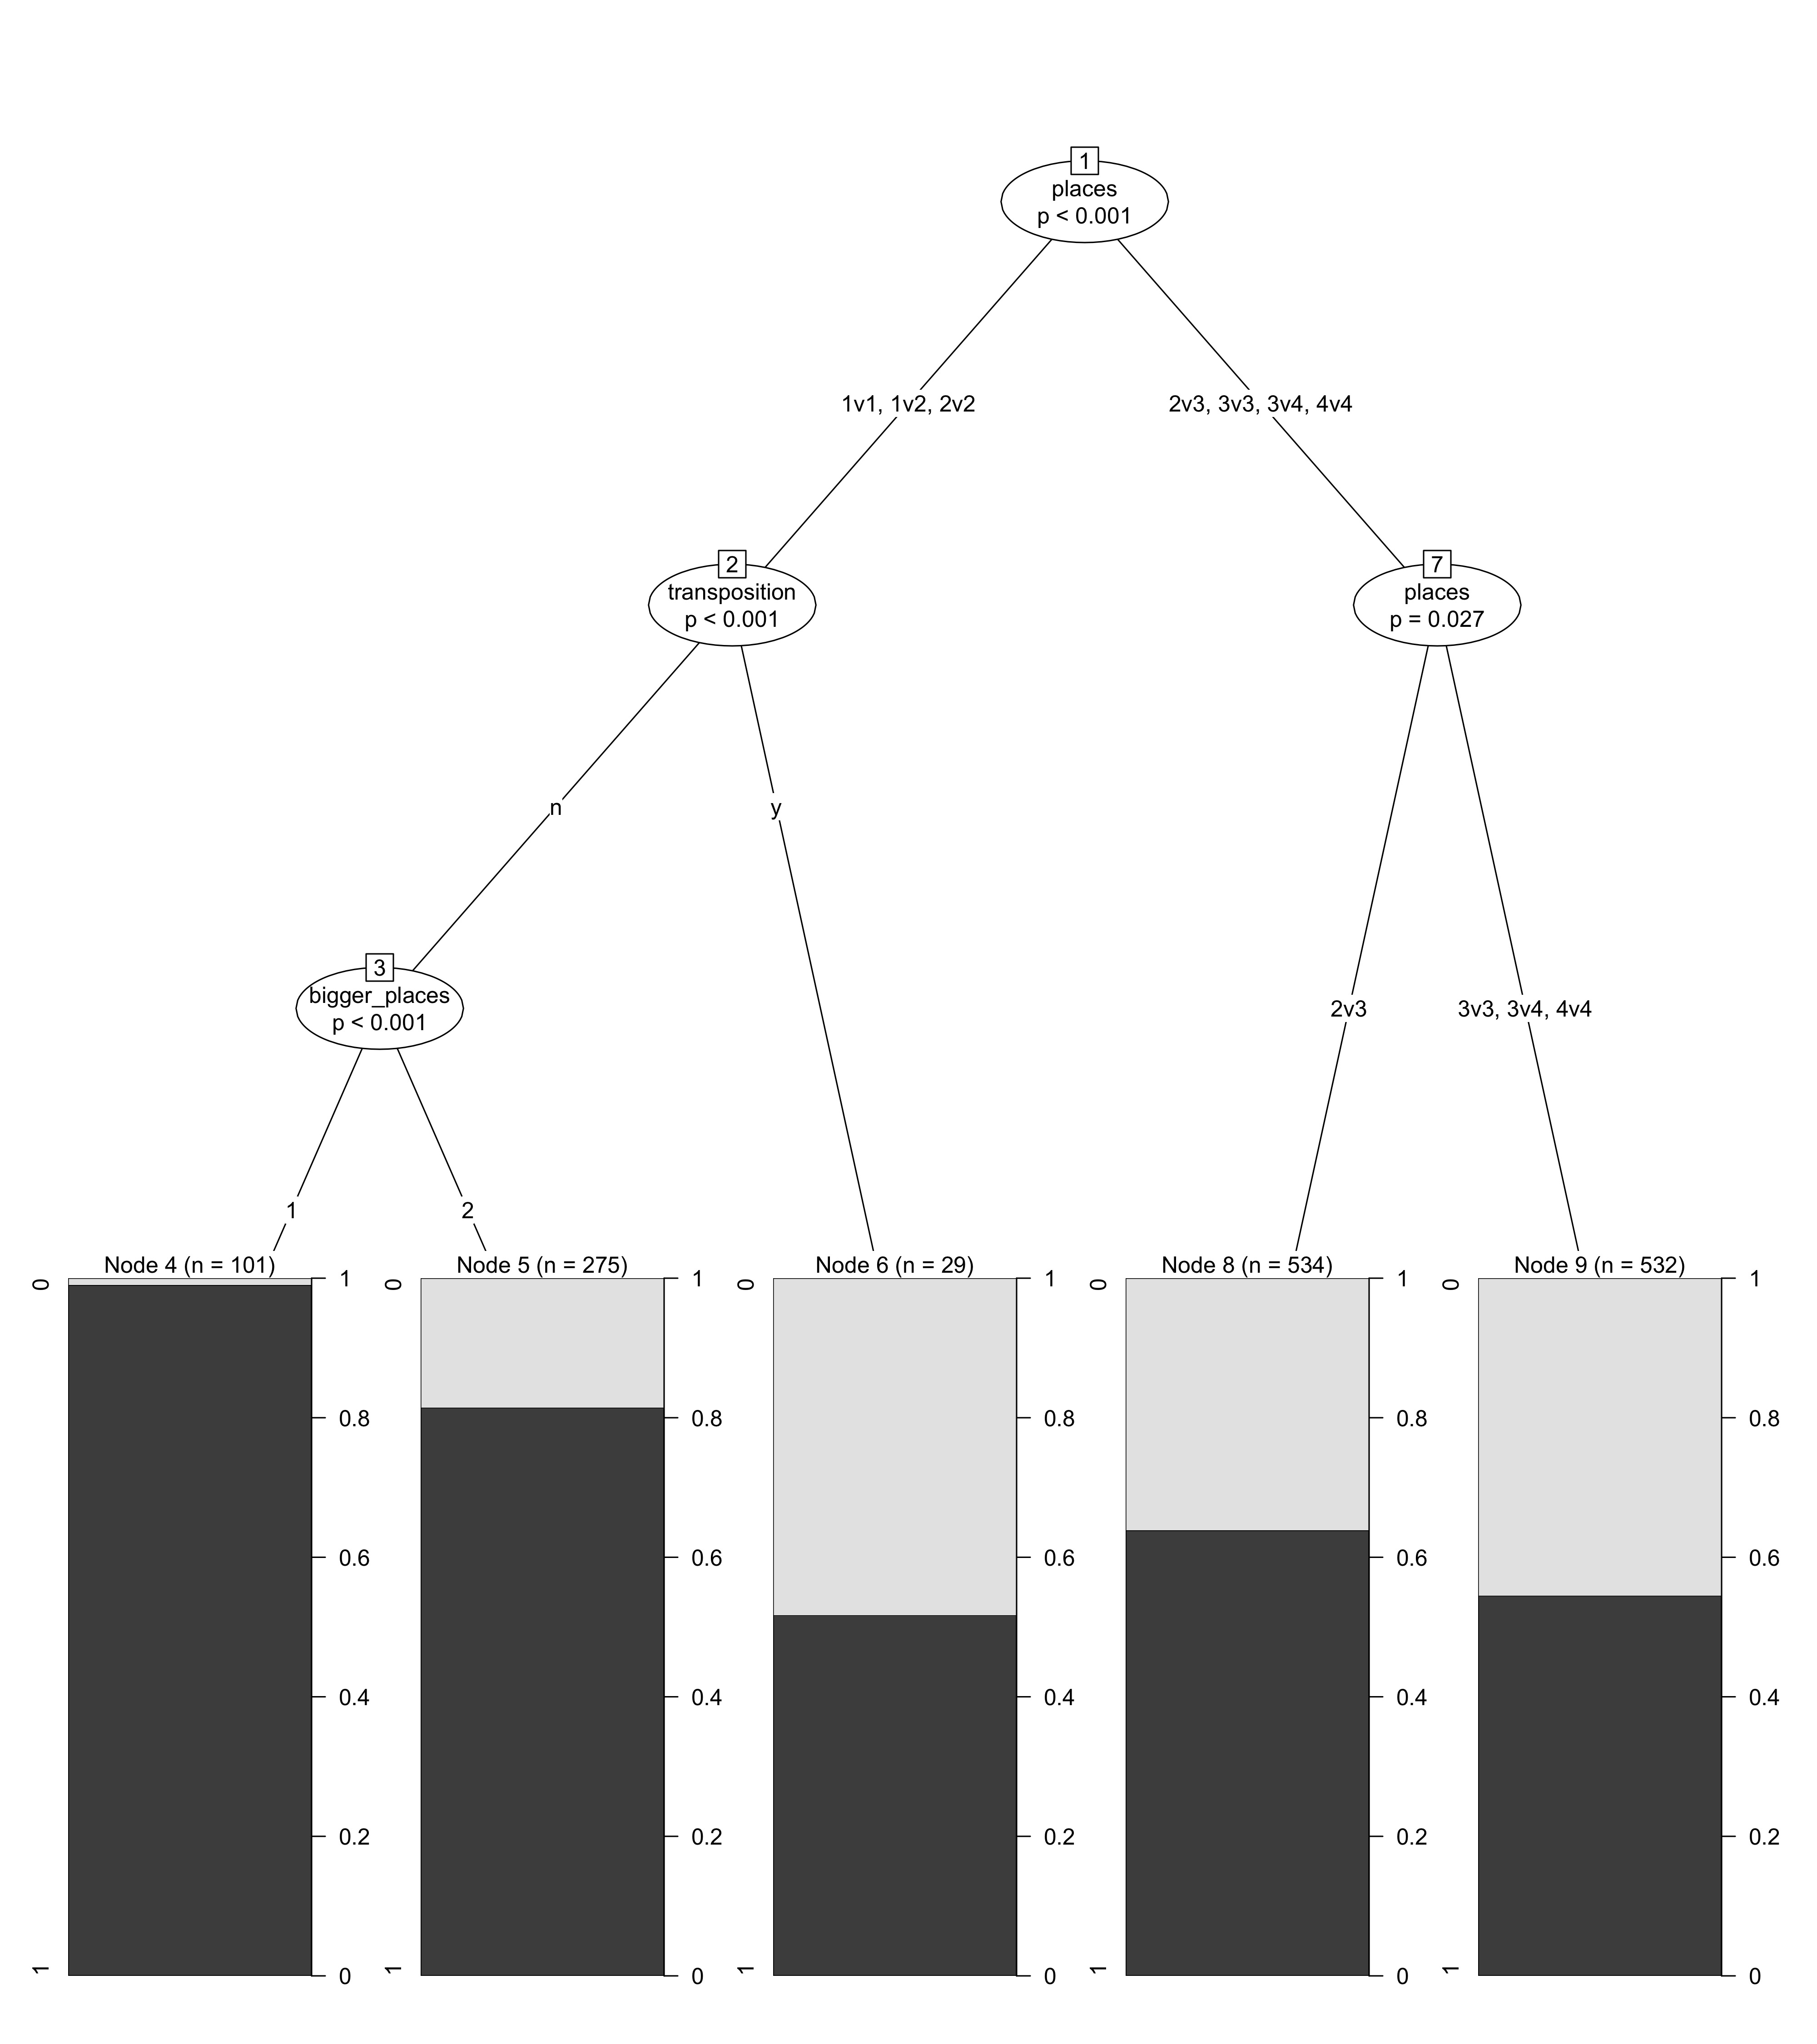 1
places
p < 0.001
1v1, 1v2, 2v2
2v3, 3v3, 3v4, 4v4
2
transposition
p < 0.001
7
places
p = 0.027
n
y
3
bigger_places
p < 0.001
2v3
3v3, 3v4, 4v4
1
2
Node 4 (n = 101)
0
1
1
0.8
0.6
0.4
0.2
0
Node 5 (n = 275)
0
1
1
0.8
0.6
0.4
0.2
0
Node 6 (n = 29)
0
1
1
0.8
0.6
0.4
0.2
0
Node 8 (n = 534)
0
1
1
0.8
0.6
0.4
0.2
0
Node 9 (n = 532)
0
1
1
0.8
0.6
0.4
0.2
0